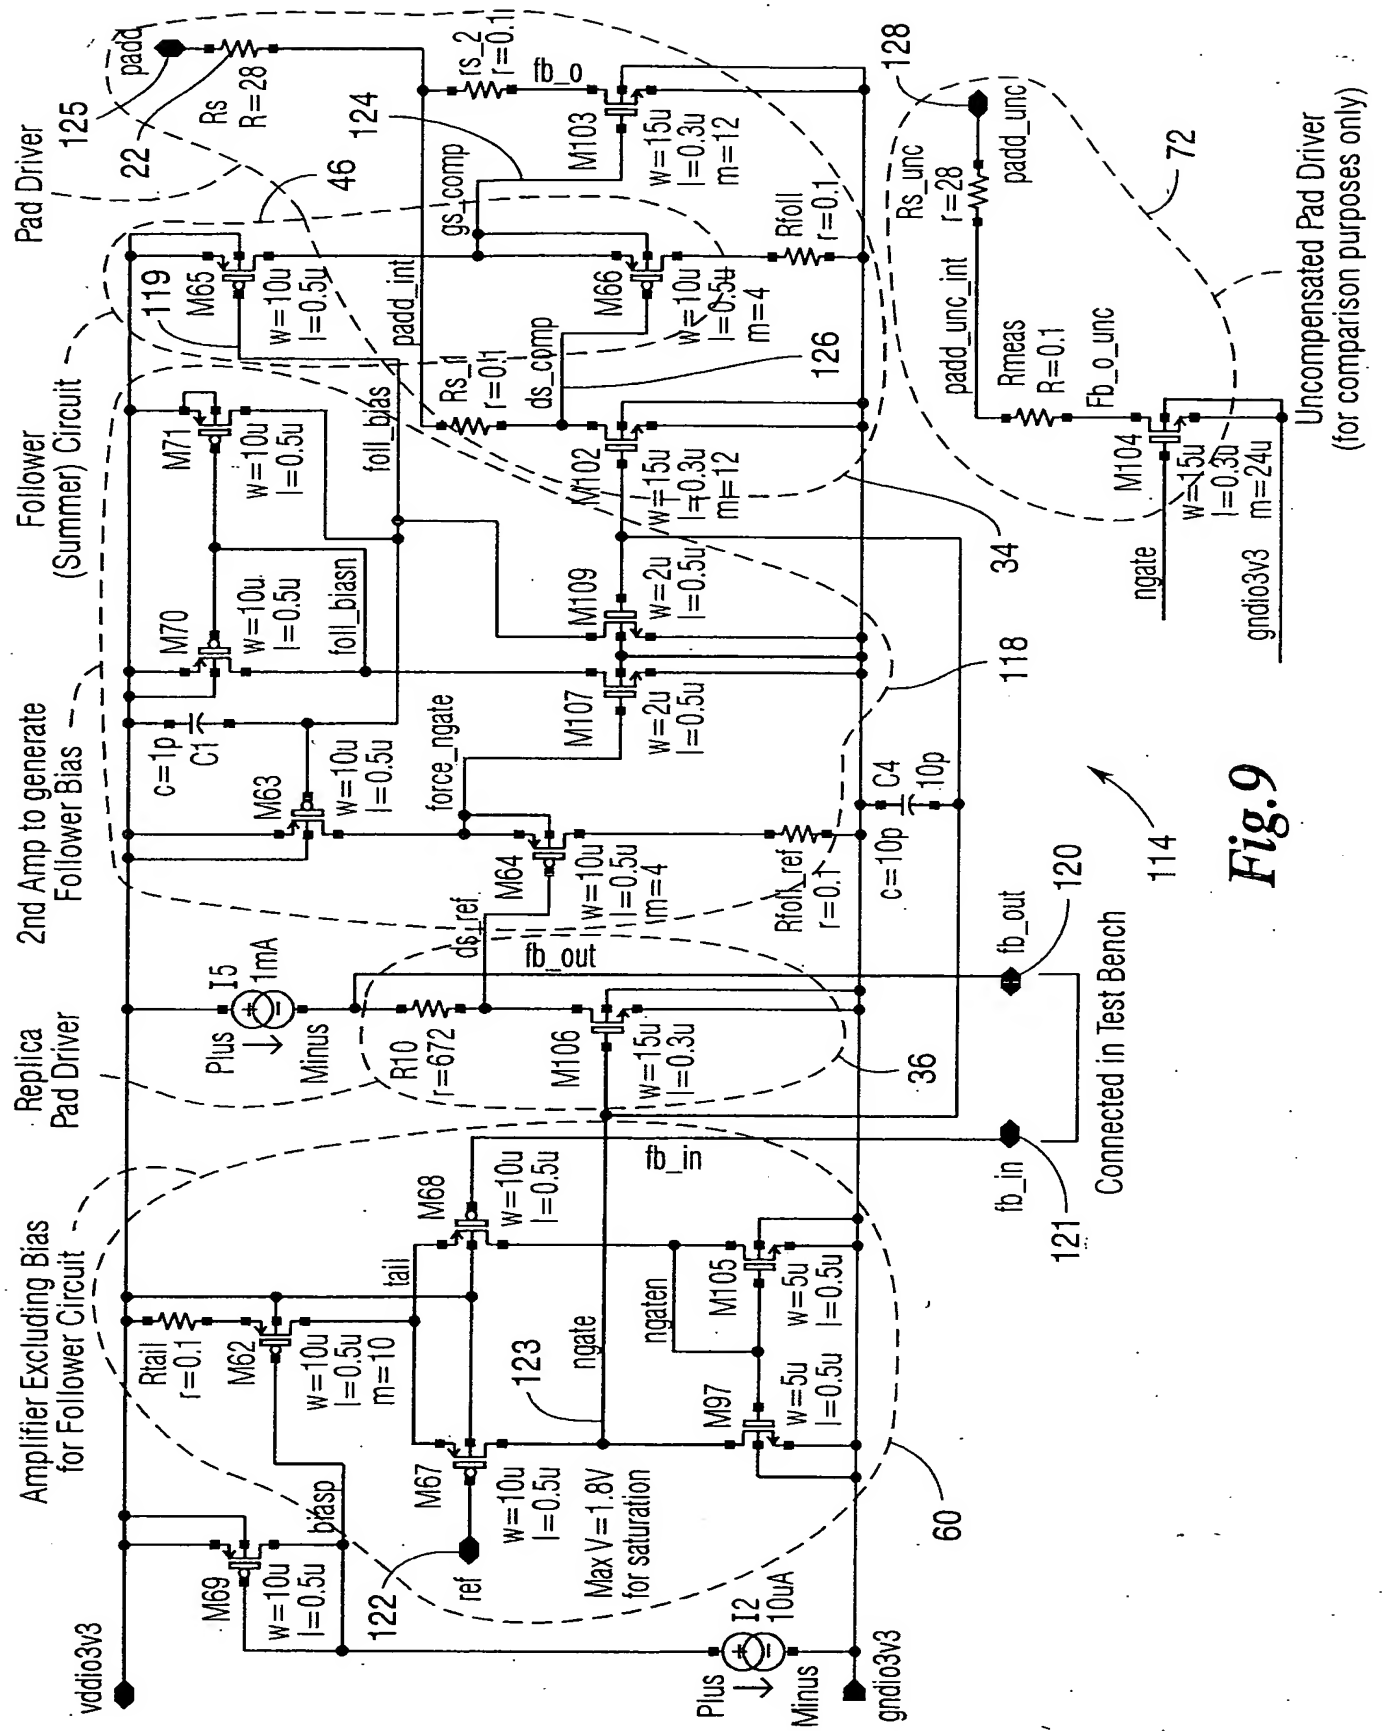 vddio3v3
gndio3v3
M69
w=10u
l=0.5u
biasp
I2
10uA
Plus
Minus
Amplifier Excluding Bias
for Follower Circuit
Rtail
r=0.1
M62
w=10u
l=0.5u
m=10
tail
M67
w=10u
l=0.5u
ref
122
Max V=1.8V
for saturation
123
ngate
M68
w=10u
l=0.5u
fb_in
ngaten
M97
w=5u
l=0.5u
M105
w=5u
l=0.5u
60
Replica
Pad Driver
I5
1mA
Plus
Minus
R10
r=672
fb_out
M106
w=15u
l=0.3u
36
fb_in
121
fb_out
120
Connected in Test Bench
2nd Amp to generate
Follower Bias
c=1p
C1
M63
w=10u
l=0.5u
ds_ref
force_ngate
M64
w=10u
l=0.5u
m=4
Rfoll_ref
r=0.1
C4
c=10p
10p
M70
w=10u
l=0.5u
foll_biasn
M71
w=10u
l=0.5u
foll_bias
M107
w=2u
l=0.5u
M109
w=2u
l=0.5u
118
Follower
(Summer) Circuit
119
M65
w=10u
l=0.5u
gs_comp
M66
w=10u
l=0.5u
m=4
Rfoll
r=0.1
ds_comp
126
46
124
Pad Driver
padd
125
22
Rs
R=28
padd_int
Rs_1
r=0.1
rs_2
r=0.1
fb_o
M102
w=15u
l=0.3u
m=12
M103
w=15u
l=0.3u
m=12
34
ngate
gndio3v3
M104
w=15u
l=0.3u
m=24u
Fb_o_unc
Rmeas
R=0.1
padd_unc_int
Rs_unc
r=28
padd_unc
128
72
Uncompensated Pad Driver
(for comparison purposes only)
114
Fig.9